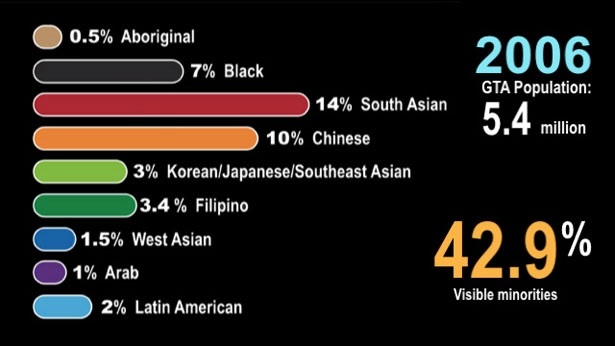 0.5% Aboriginal
7% Black
14% South Asian
10% Chinese
3% Korean/Japanese/Southeast Asian
3.4 % Filipino
1.5% West Asian
1% Arab
2% Latin American
2006
GTA Population:
5.4 million
42.9%
Visible minorities